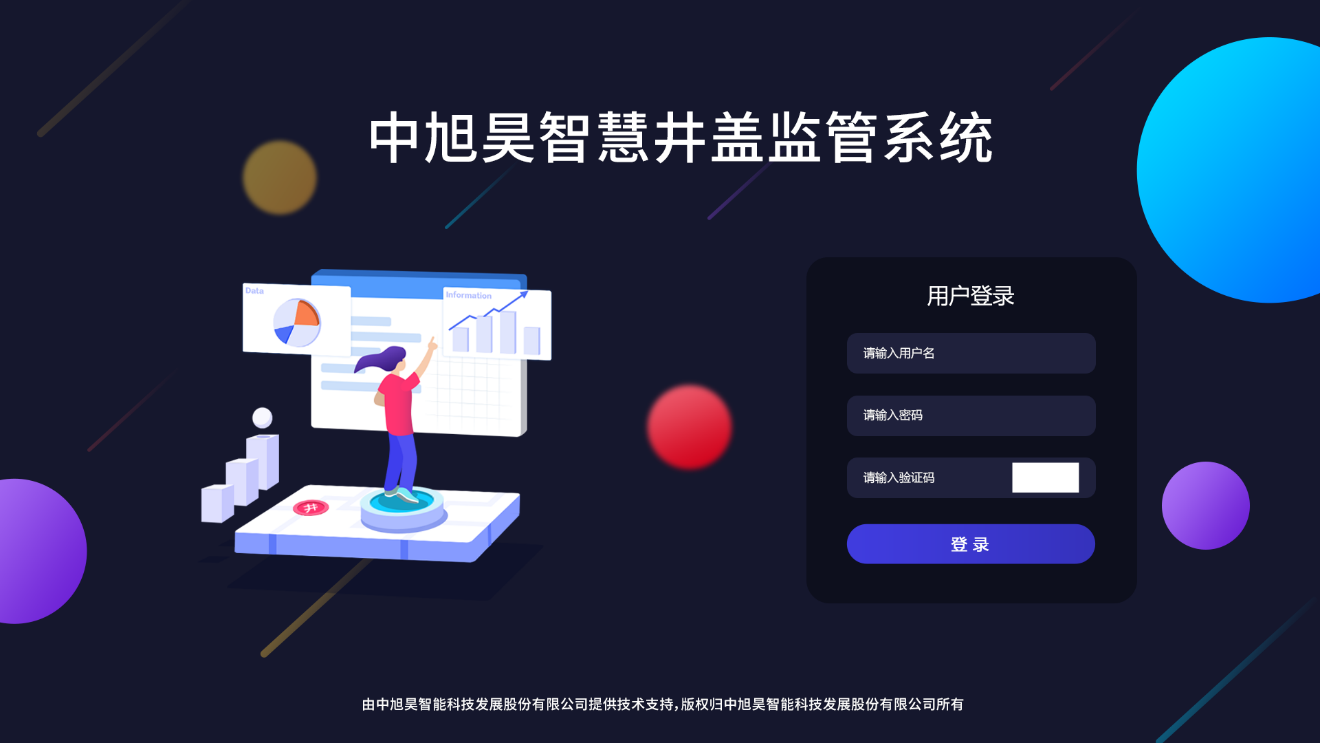 中旭昊智慧井盖监管系统
Data
Information
井
用户登录
请输入用户名
请输入密码
请输入验证码
登 录
由中旭昊智能科技发展股份有限公司提供技术支持,版权归中旭昊智能科技发展股份有限公司所有